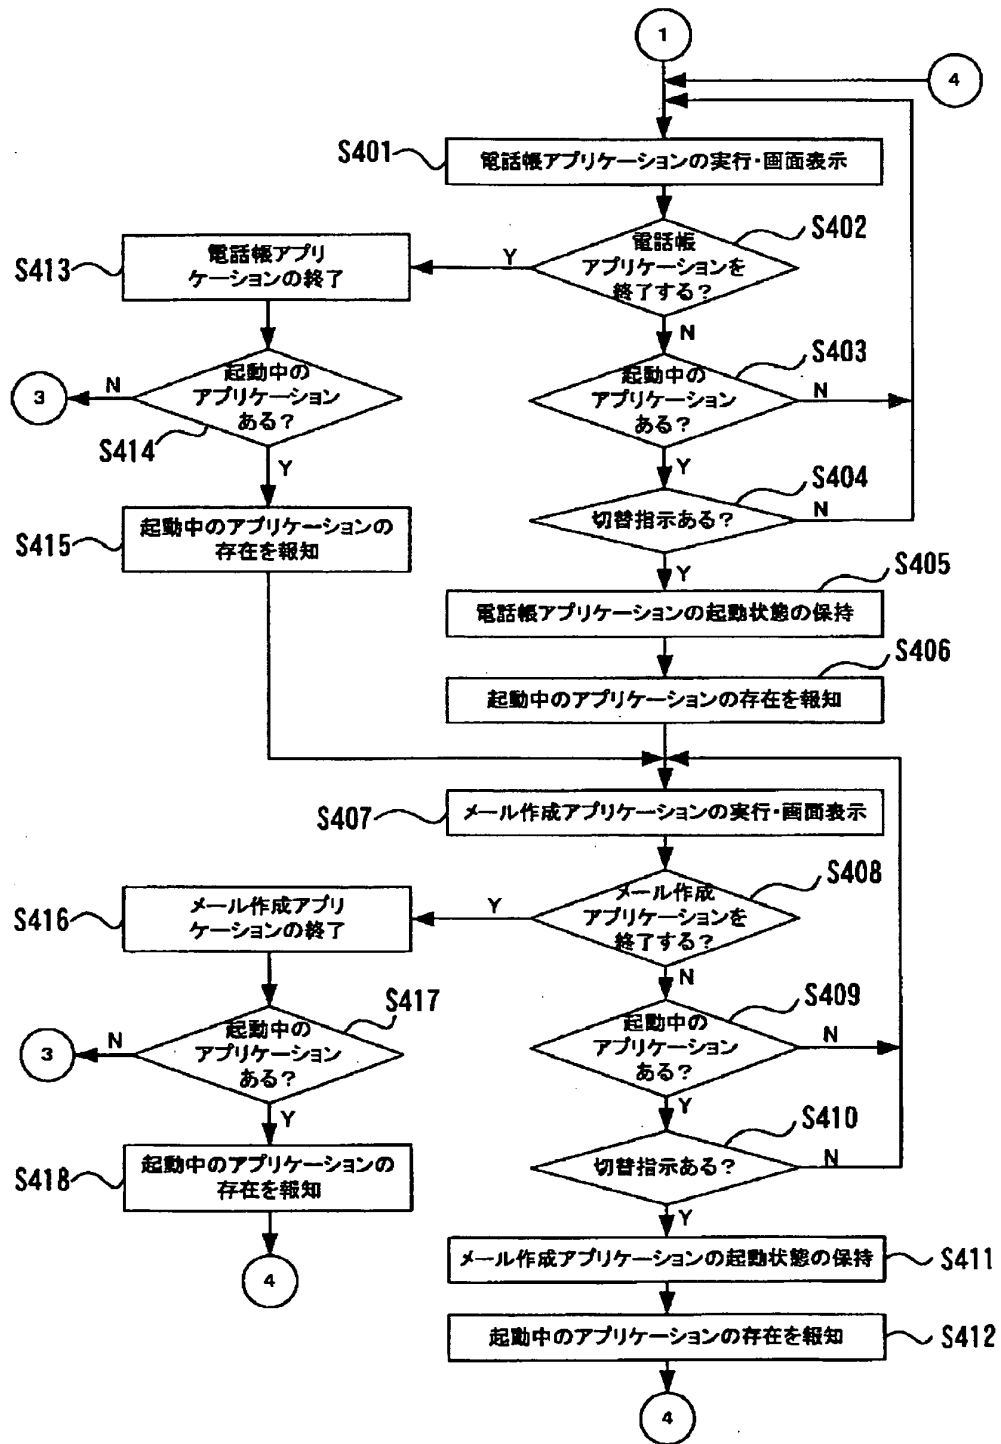 1
4
S401
電話帳アプリケーションの実行・画面表示
S402
電話帳
アプリケーションを
終了する?
Y
N
S413
電話帳アプリ
ケーションの終了
S403
起動中の
アプリケーション
ある?
N
Y
3
N
起動中の
アプリケーション
ある?
S414
Y
S404
切替指示ある?
N
Y
S415
起動中のアプリケーションの
存在を報知
S405
電話帳アプリケーションの起動状態の保持
S406
起動中のアプリケーションの存在を報知
S407
メール作成アプリケーションの実行・画面表示
S408
メール作成
アプリケーションを
終了する?
Y
N
S416
メール作成アプリ
ケーションの終了
S409
起動中の
アプリケーション
ある?
N
Y
S417
3
N
起動中の
アプリケーション
ある?
Y
S410
切替指示ある?
N
Y
S418
起動中のアプリケーションの
存在を報知
4
S411
メール作成アプリケーションの起動状態の保持
S412
起動中のアプリケーションの存在を報知
4